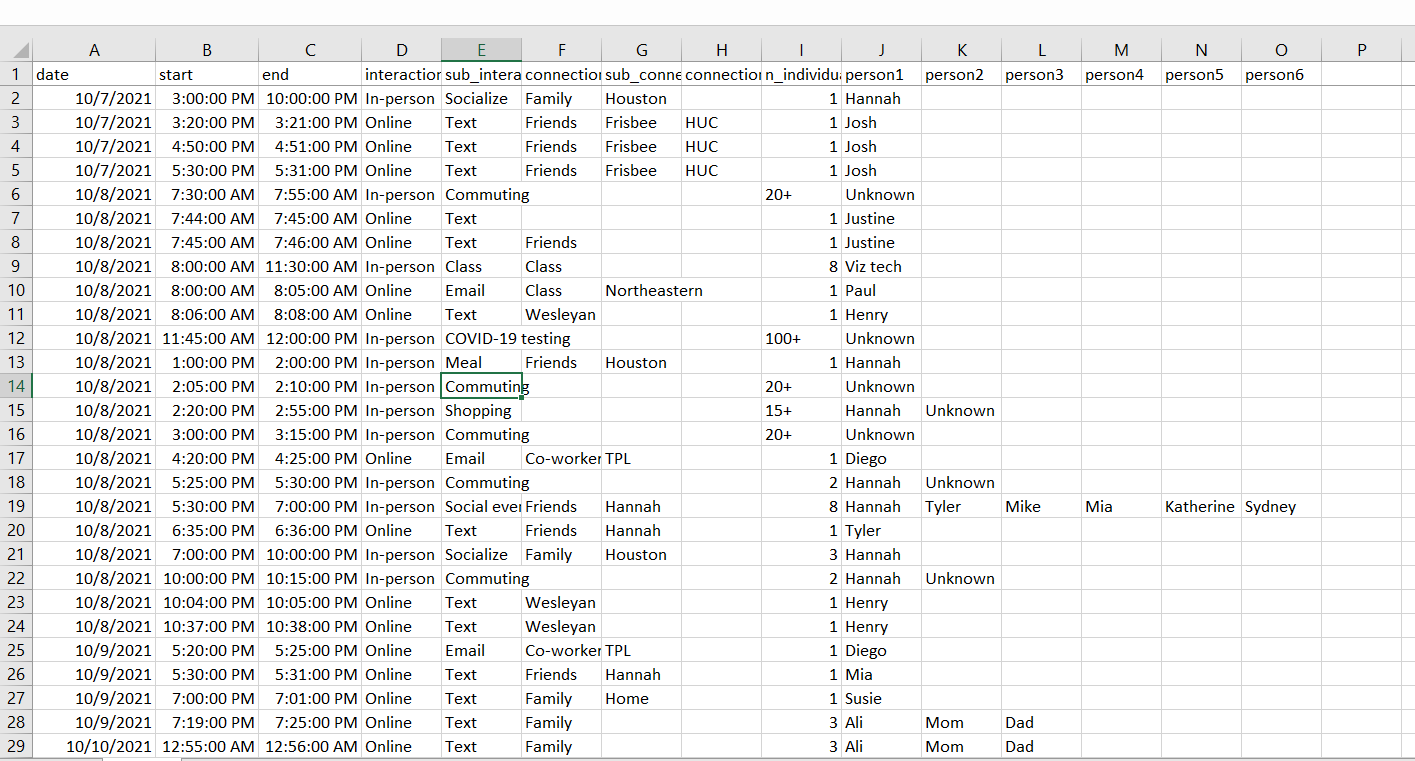 A B C D E F G H I J K L M N O P
1 date start end interaction sub_intera connection sub_conne connection n_individu person1 person2 person3 person4 person5 person6
2 10/7/2021 3:00:00 PM 10:00:00 PM In-person Socialize Family Houston 1 Hannah
3 10/7/2021 3:20:00 PM 3:21:00 PM Online Text Friends Frisbee HUC 1 Josh
4 10/7/2021 4:50:00 PM 4:51:00 PM Online Text Friends Frisbee HUC 1 Josh
5 10/7/2021 5:30:00 PM 5:31:00 PM Online Text Friends Frisbee HUC 1 Josh
6 10/8/2021 7:30:00 AM 7:55:00 AM In-person Commuting 20+ Unknown
7 10/8/2021 7:44:00 AM 7:45:00 AM Online Text 1 Justine
8 10/8/2021 7:45:00 AM 7:46:00 AM Online Text Friends 1 Justine
9 10/8/2021 8:00:00 AM 11:30:00 AM In-person Class Class 8 Viz tech
10 10/8/2021 8:00:00 AM 8:05:00 AM Online Email Class Northeastern 1 Paul
11 10/8/2021 8:06:00 AM 8:08:00 AM Online Text Wesleyan 1 Henry
12 10/8/2021 11:45:00 AM 12:00:00 PM In-person COVID-19 testing 100+ Unknown
13 10/8/2021 1:00:00 PM 2:00:00 PM In-person Meal Friends Houston 1 Hannah
14 10/8/2021 2:05:00 PM 2:10:00 PM In-person Commuting 20+ Unknown
15 10/8/2021 2:20:00 PM 2:55:00 PM In-person Shopping 15+ Hannah Unknown
16 10/8/2021 3:00:00 PM 3:15:00 PM In-person Commuting 20+ Unknown
17 10/8/2021 4:20:00 PM 4:25:00 PM Online Email Co-worker TPL 1 Diego
18 10/8/2021 5:25:00 PM 5:30:00 PM In-person Commuting 2 Hannah Unknown
19 10/8/2021 5:30:00 PM 7:00:00 PM In-person Social eve Friends Hannah 8 Hannah Tyler Mike Mia Katherine Sydney
20 10/8/2021 6:35:00 PM 6:36:00 PM Online Text Friends Hannah 1 Tyler
21 10/8/2021 7:00:00 PM 10:00:00 PM In-person Socialize Family Houston 3 Hannah
22 10/8/2021 10:00:00 PM 10:15:00 PM In-person Commuting 2 Hannah Unknown
23 10/8/2021 10:04:00 PM 10:05:00 PM Online Text Wesleyan 1 Henry
24 10/8/2021 10:37:00 PM 10:38:00 PM Online Text Wesleyan 1 Henry
25 10/9/2021 5:20:00 PM 5:25:00 PM Online Email Co-worker TPL 1 Diego
26 10/9/2021 5:30:00 PM 5:31:00 PM Online Text Friends Hannah 1 Mia
27 10/9/2021 7:00:00 PM 7:01:00 PM Online Text Family Home 1 Susie
28 10/9/2021 7:19:00 PM 7:25:00 PM Online Text Family 3 Ali Mom Dad
29 10/10/2021 12:55:00 AM 12:56:00 AM Online Text Family 3 Ali Mom Dad